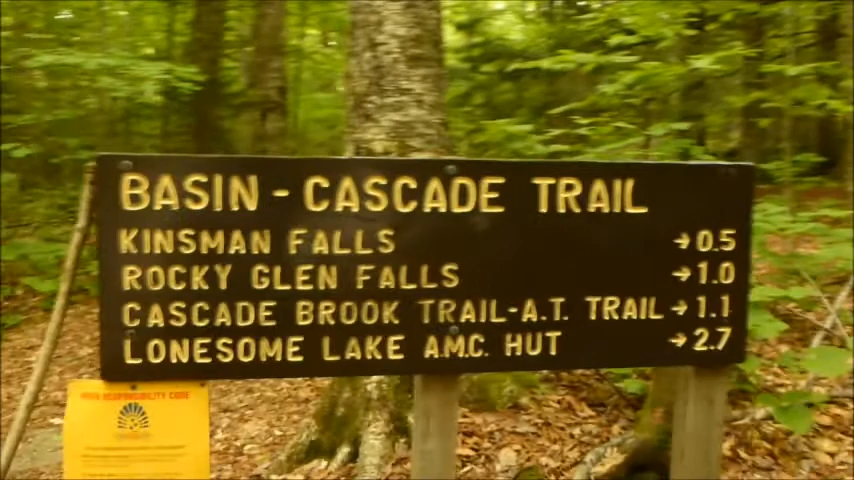 BASIN - CASCADE TRAIL
KINSMAN FALLS → 0.5
ROCKY GLEN FALLS → 1.0
CASCADE BROOK TRAIL-A.T. TRAIL → 1.1
LONESOME LAKE A.M.C. HUT → 2.7
HIKER RESPONSIBILITY CODE